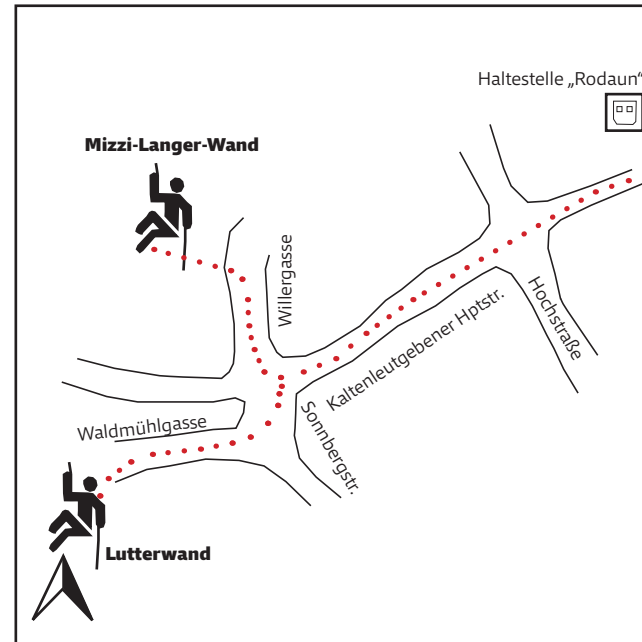 Haltestelle „Rodaun“
Mizzi-Langer-Wand
Willergasse
Kaltenleutgebener Hptstr.
Hochstraße
Waldmühlgasse
Sonnbergstr.
Lutterwand